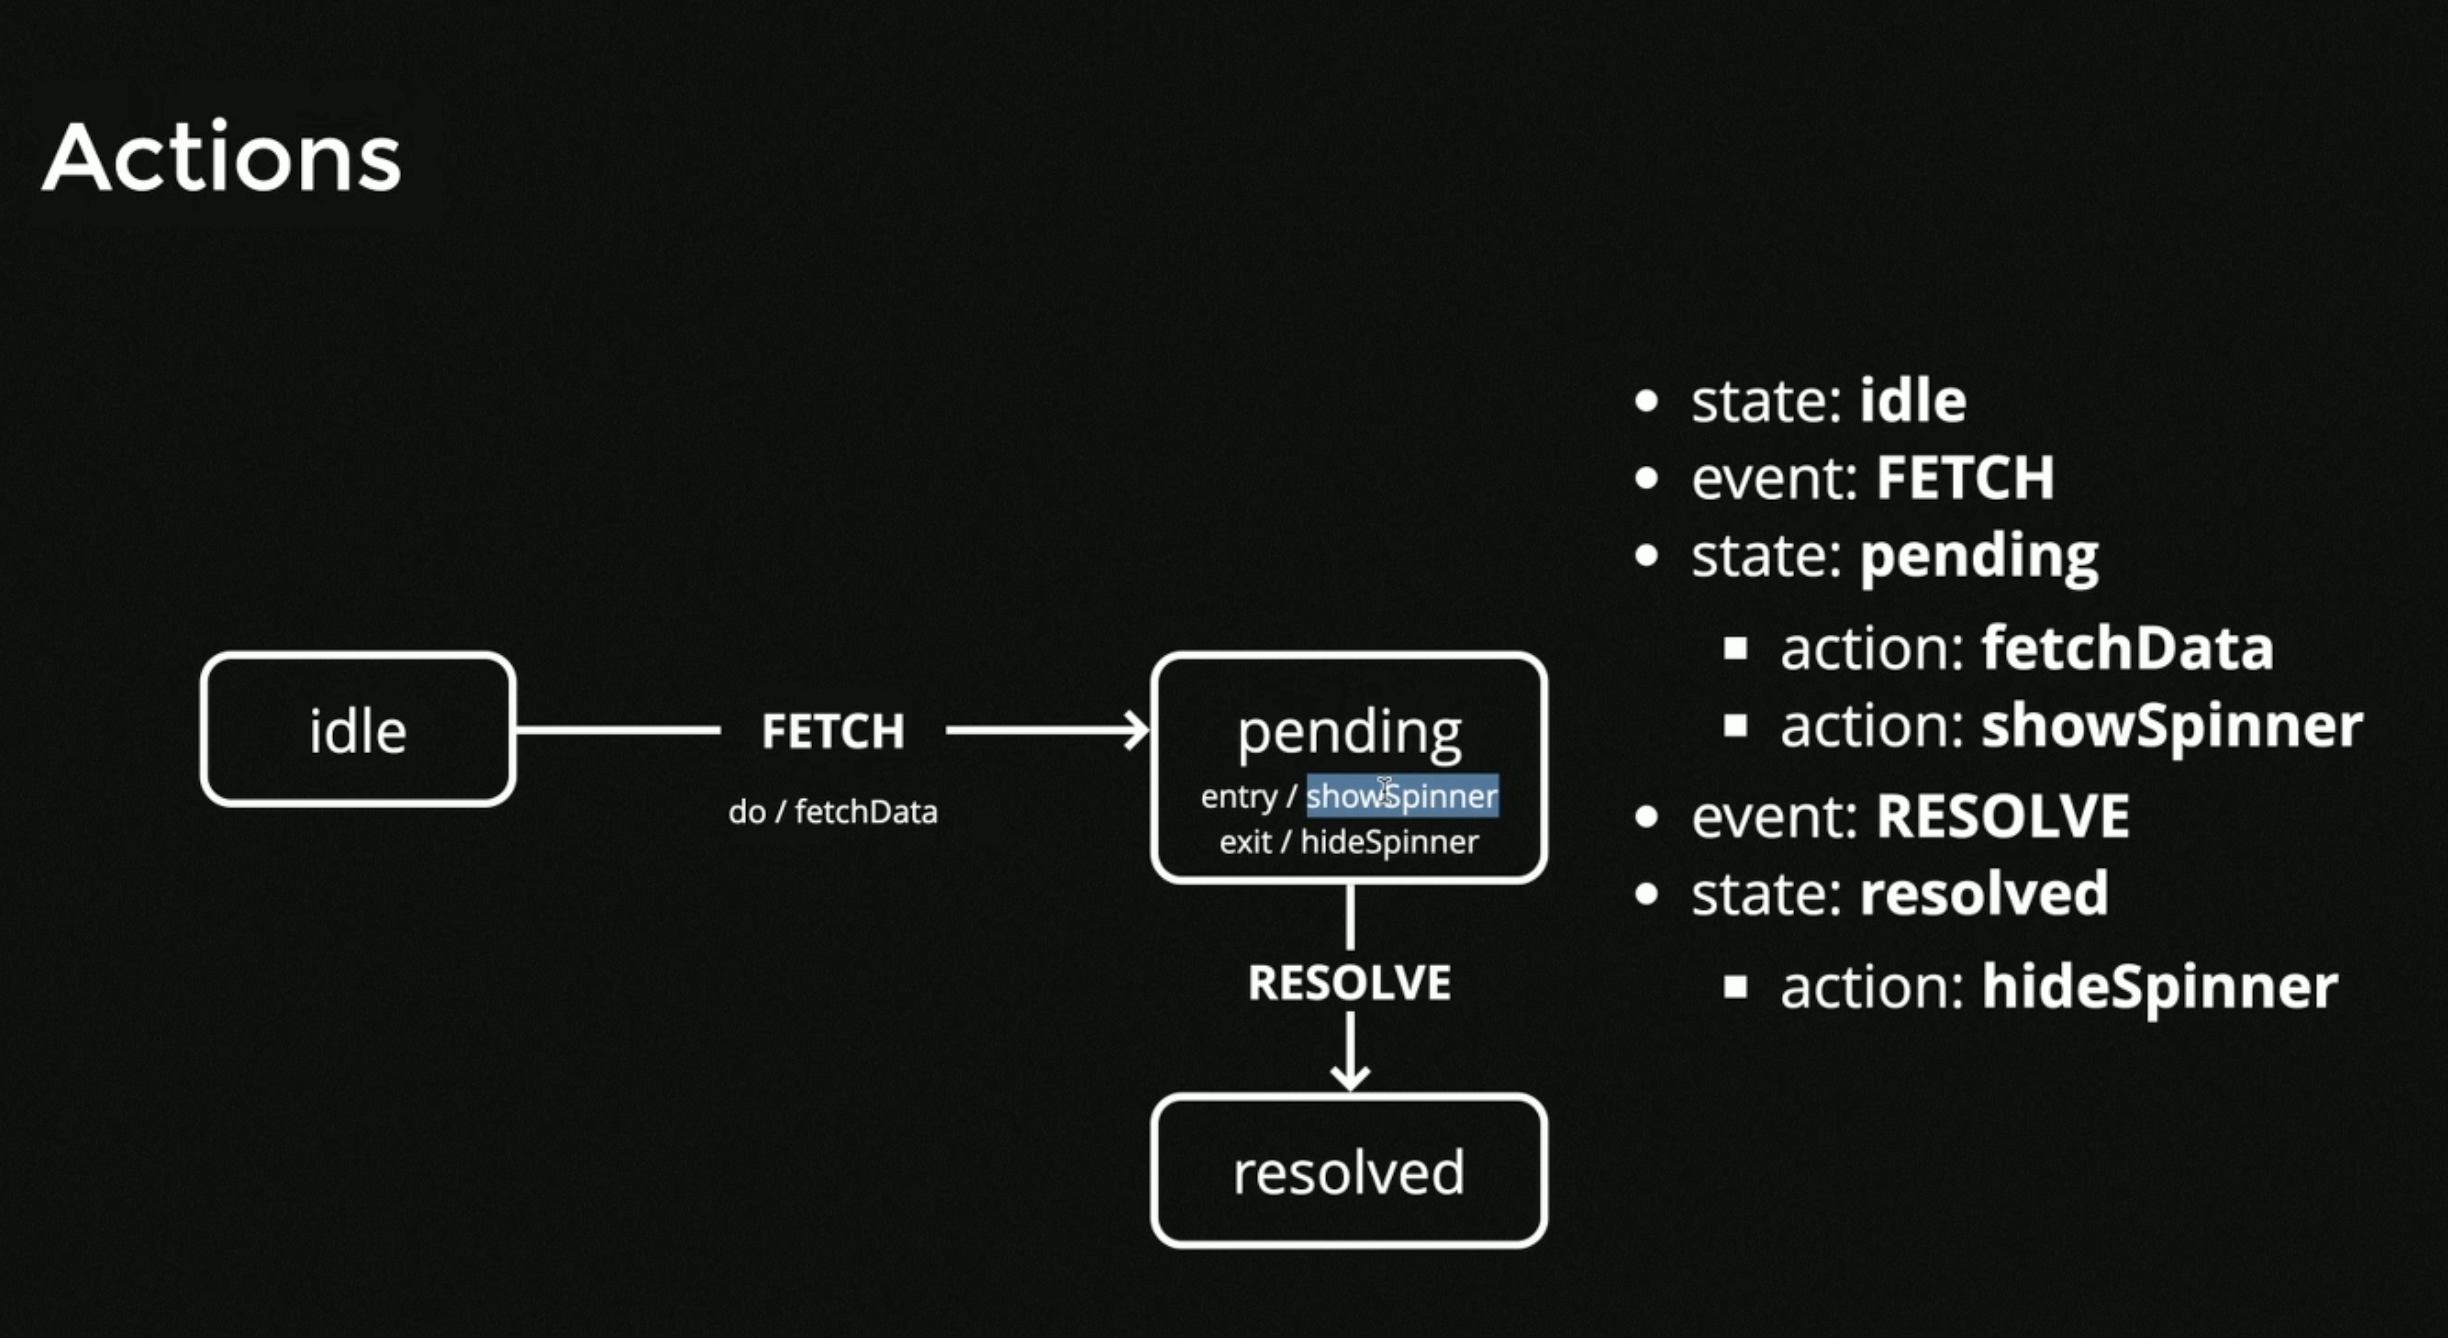 Actions
idle
FETCH
do / fetchData
pending
entry / showSpinner
exit / hideSpinner
RESOLVE
resolved
• state: idle
• event: FETCH
• state: pending
▪ action: fetchData
▪ action: showSpinner
• event: RESOLVE
• state: resolved
▪ action: hideSpinner